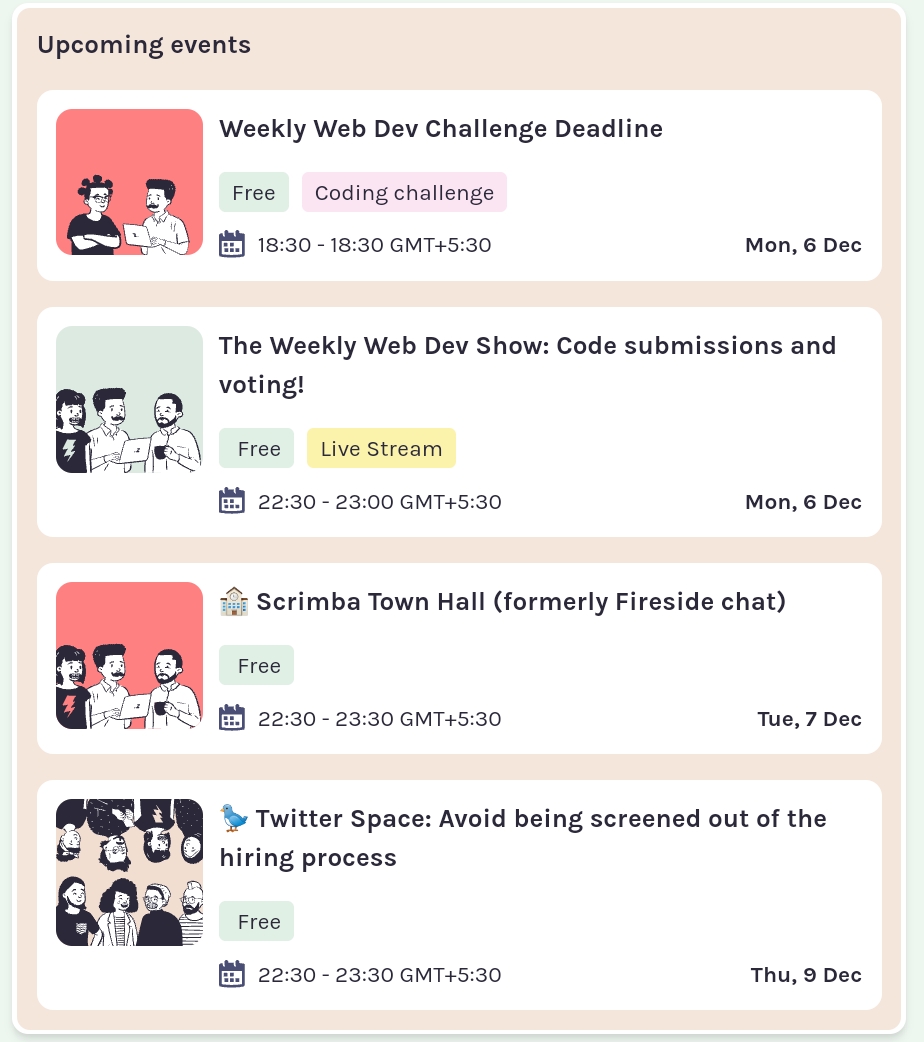 Upcoming events
Weekly Web Dev Challenge Deadline
Free Coding challenge
18:30 - 18:30 GMT+5:30 Mon, 6 Dec
The Weekly Web Dev Show: Code submissions and
voting!
Free Live Stream
22:30 - 23:00 GMT+5:30 Mon, 6 Dec
🏫 Scrimba Town Hall (formerly Fireside chat)
Free
22:30 - 23:30 GMT+5:30 Tue, 7 Dec
🐦 Twitter Space: Avoid being screened out of the
hiring process
Free
22:30 - 23:30 GMT+5:30 Thu, 9 Dec